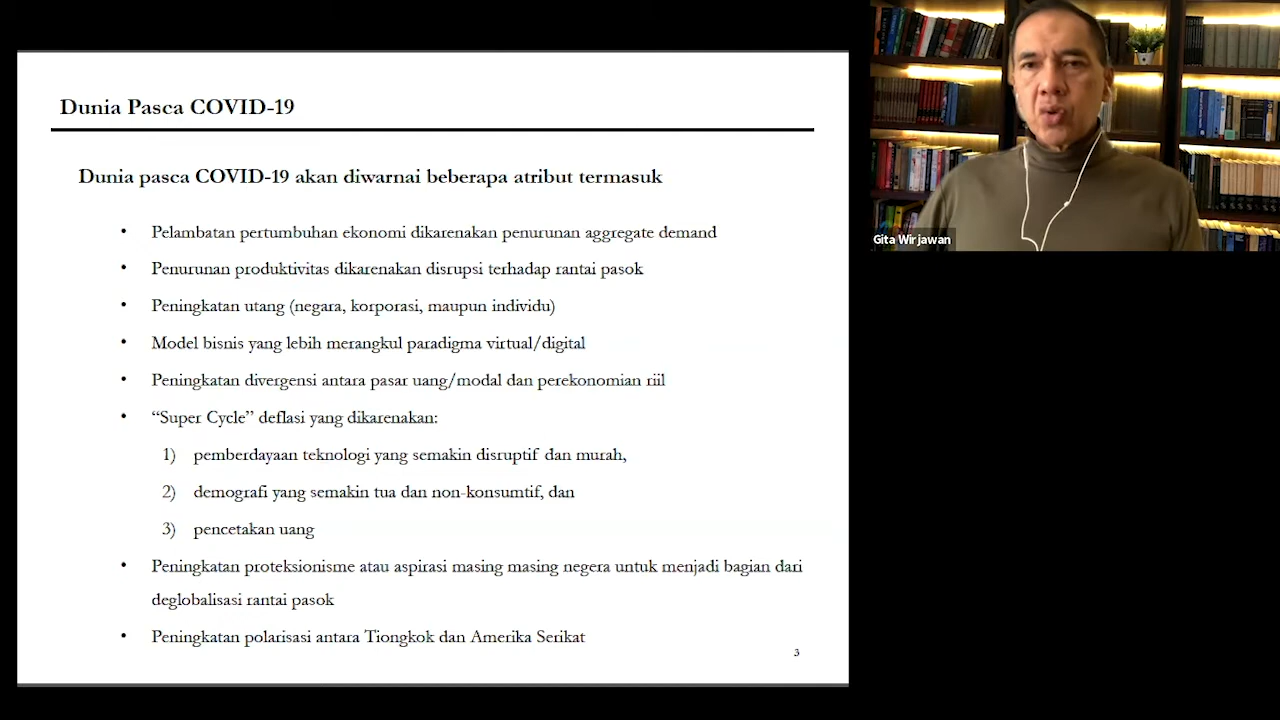 Dunia Pasca COVID-19
Dunia pasca COVID-19 akan diwarnai beberapa atribut termasuk
• Pelambatan pertumbuhan ekonomi dikarenakan penurunan aggregate demand
• Penurunan produktivitas dikarenakan disrupsi terhadap rantai pasok
• Peningkatan utang (negara, korporasi, maupun individu)
• Model bisnis yang lebih merangkul paradigma virtual/digital
• Peningkatan divergensi antara pasar uang/modal dan perekonomian riil
• “Super Cycle” deflasi yang dikarenakan:
1) pemberdayaan teknologi yang semakin disruptif dan murah,
2) demografi yang semakin tua dan non-konsumtif, dan
3) pencetakan uang
• Peningkatan proteksionisme atau aspirasi masing masing negera untuk menjadi bagian dari
deglobalisasi rantai pasok
• Peningkatan polarisasi antara Tiongkok dan Amerika Serikat
3
Gita Wirjawan